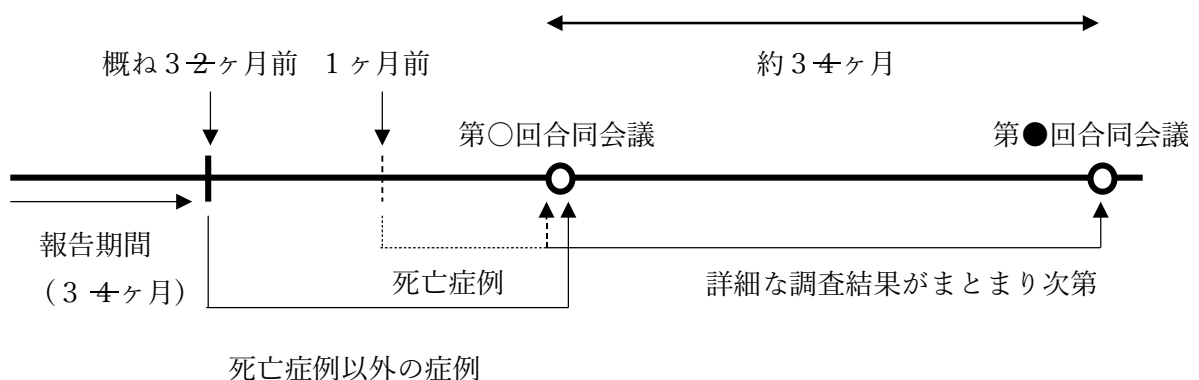 概ね３２ヶ月前 １ヶ月前
約３４ヶ月
第○回合同会議
第●回合同会議
報告期間
（３４ヶ月）
死亡症例
詳細な調査結果がまとまり次第
死亡症例以外の症例